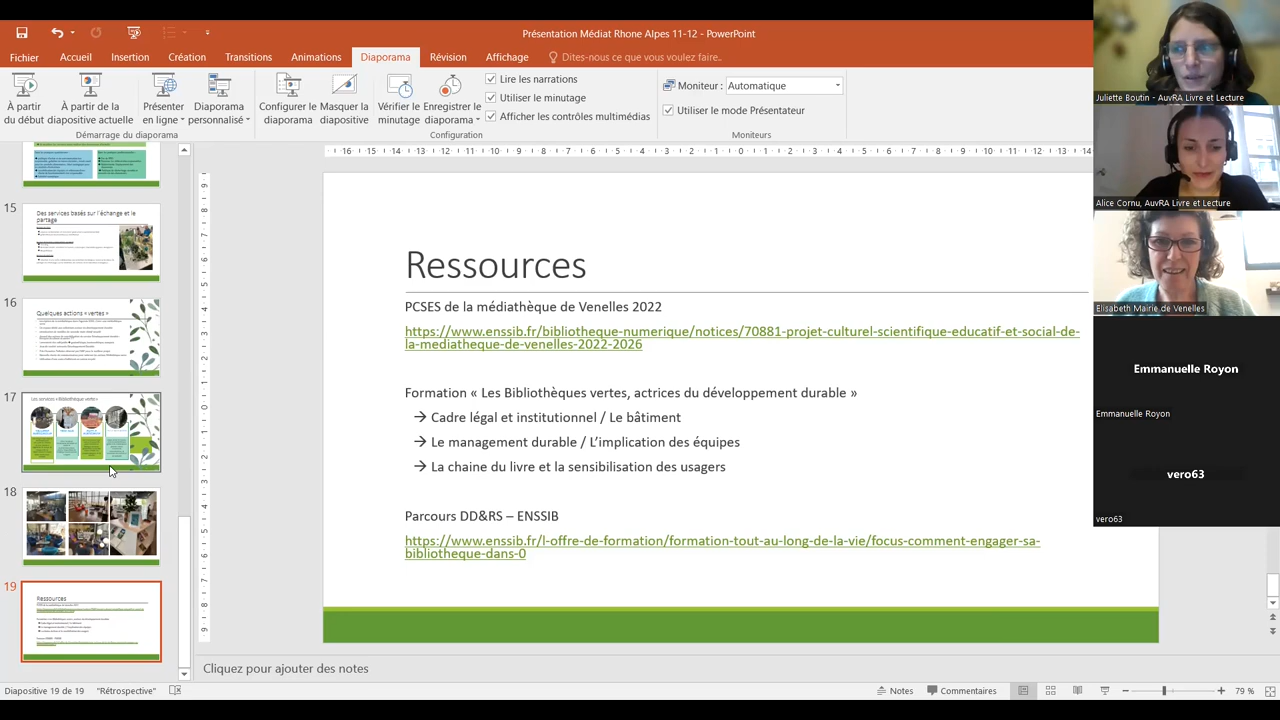 Présentation Médiat Rhone Alpes 11-12 - PowerPoint
Fichier Accueil Insertion Création Transitions Animations Diaporama Révision Affichage Dites-nous ce que vous voulez faire.
À partir du début
À partir de la diapositive actuelle
Présenter en ligne
Diaporama personnalisé
Démarrage du diaporama
Configurer le diaporama
Masquer la diapositive
Vérifier le minutage
Enregistrer le diaporama
Lire les narrations
Utiliser le minutage
Afficher les contrôles multimédias
Configuration
Moniteur : Automatique
Utiliser le mode Présentateur
Moniteurs
15
Des services basés sur l'échange et le
partage
16
Quelques actions « vertes »
17
Les services « Bibliothèque verte »
18
19
Ressources
Ressources
PCSES de la médiathèque de Venelles 2022
https://www.enssib.fr/bibliotheque-numerique/notices/70881-projet-culturel-scientifique-educatif-et-social-de-
la-mediatheque-de-venelles-2022-2026
Formation « Les Bibliothèques vertes, actrices du développement durable »
→ Cadre légal et institutionnel / Le bâtiment
→ Le management durable / L'implication des équipes
→ La chaine du livre et la sensibilisation des usagers
Parcours DD&RS – ENSSIB
https://www.enssib.fr/l-offre-de-formation/formation-tout-au-long-de-la-vie/focus-comment-engager-sa-
bibliotheque-dans-0
Cliquez pour ajouter des notes
Diapositive 19 de 19 "Rétrospective" Notes Commentaires 79 %
Juliette Boutin - AuvRA Livre et Lecture
Alice Cornu, AuvRA Livre et Lecture
Elisabeth Mairie de Venelles
Emmanuelle Royon
Emmanuelle Royon
vero63
vero63